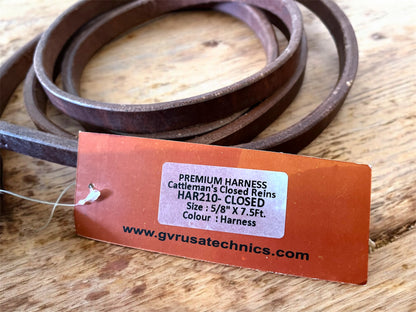 PREMIUM HARNESS
Cattleman's Closed Reins
HAR210- CLOSED
Size : 5/8" X 7.5Ft.
Colour : Harness
www.gvrusatechnics.com